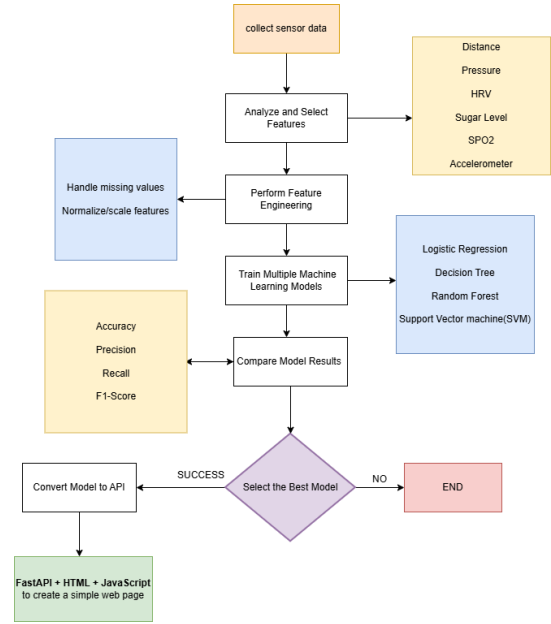 collect sensor data
Analyze and Select
Features
Distance
Pressure
HRV
Sugar Level
SPO2
Accelerometer
Perform Feature
Engineering
Handle missing values
Normalize/scale features
Train Multiple Machine
Learning Models
Logistic Regression
Decision Tree
Random Forest
Support Vector machine(SVM)
Compare Model Results
Accuracy
Precision
Recall
F1-Score
Select the Best Model
SUCCESS
NO
Convert Model to API
END
FastAPI + HTML + JavaScript
to create a simple web page